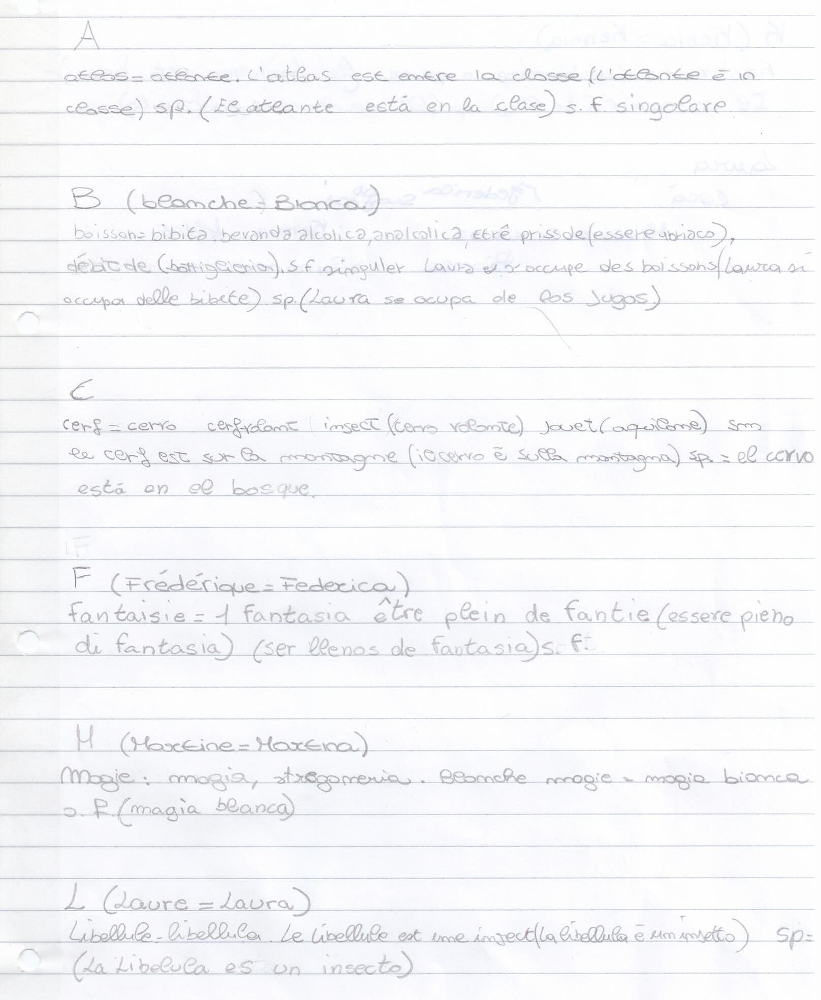 A
atlas = atlante. L'atlas est entre la classe (L'atlante è in
classe) sp. (El atlante está en la clase) s. f. singolare
B (blanche = Bianca)
boisson = bibita, bevanda alcolica, analcolica, etrê prissde (essere ubriaco),
débit de (bottiglieria). s.f singuler Laura s'occupe des boissons (Laura si
occupa delle bibite) sp. (Laura se ocupa de los jugos)
C
cerf = cervo cerf-volant insect (cervo volante) jouet (aquilone) sm
le cerf est sur la montagne (il cervo è sulla montagna) sp. = el cervo
está en el bosque.
F
F (Frédérique = Federica)
fantaisie = 1 fantasia être plein de fantie (essere pieno
di fantasia) (ser llenos de fantasia) s. f.
M (Martine = Martina)
Magie: magia, stregoneria. Blanche magie = magia bianca
s. f. (magia blanca)
L (Laure = Laura)
Libellule = libellula. Le libellule est une insect (La libellula è un insetto) sp =
(La Libelula es un insecto)